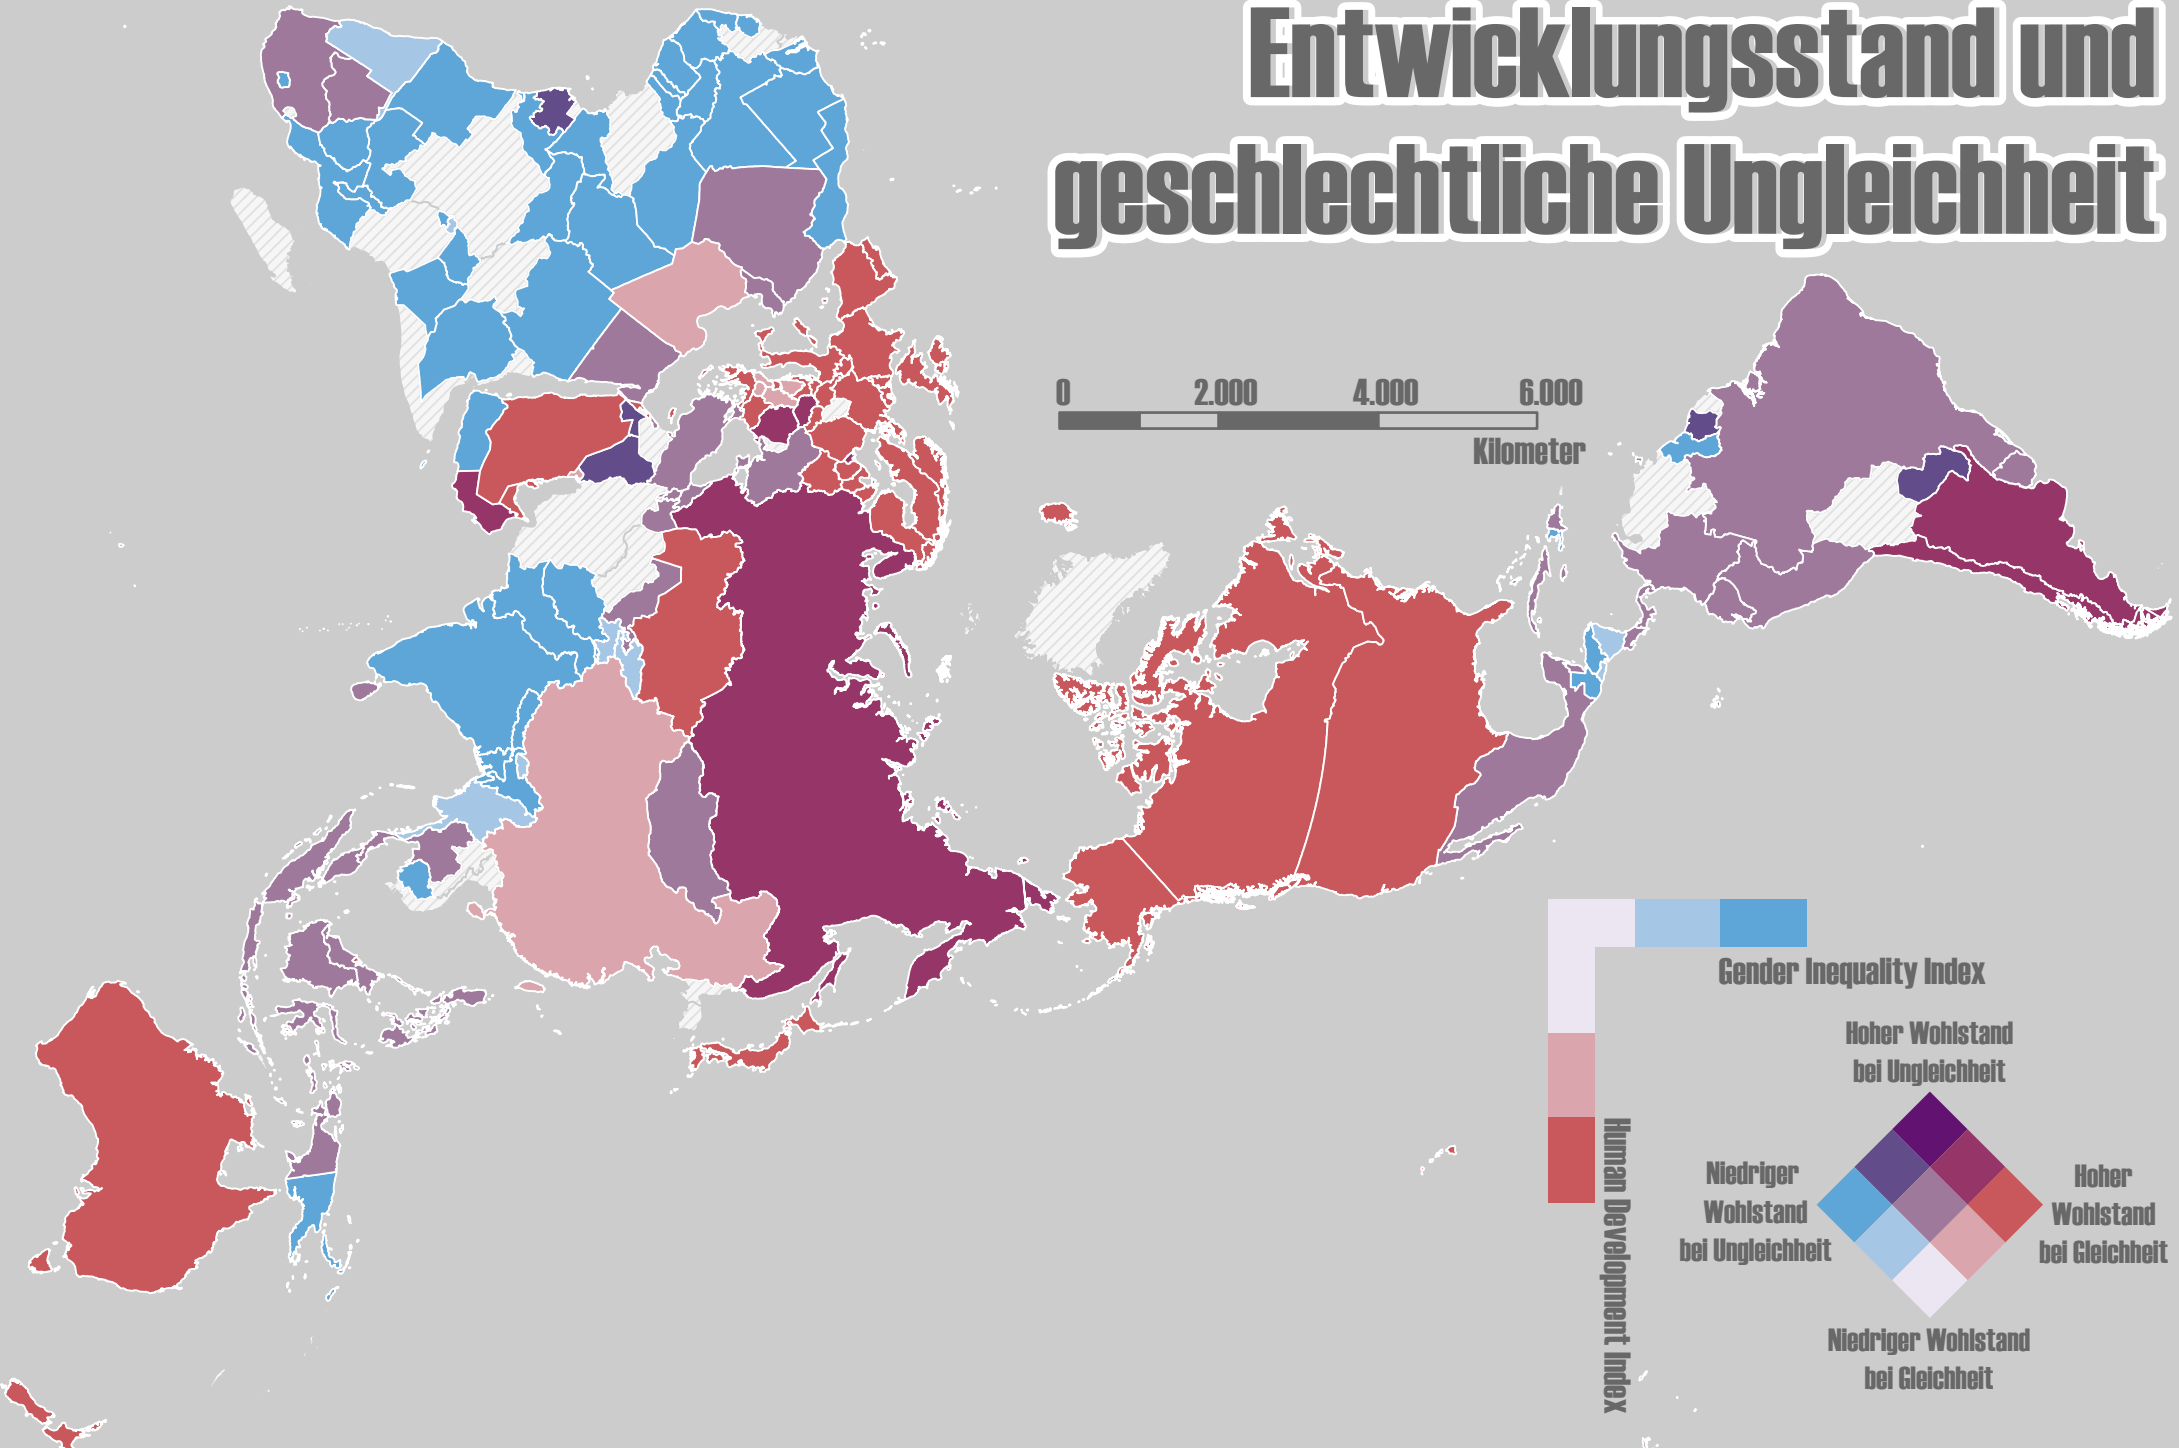 Entwicklungsstand und
geschlechtliche Ungleichheit
0 2.000 4.000 6.000
Kilometer
Gender Inequality Index
Human Development Index
Hoher Wohlstand
bei Ungleichheit
Niedriger
Wohlstand
bei Ungleichheit
Hoher
Wohlstand
bei Gleichheit
Niedriger Wohlstand
bei Gleichheit